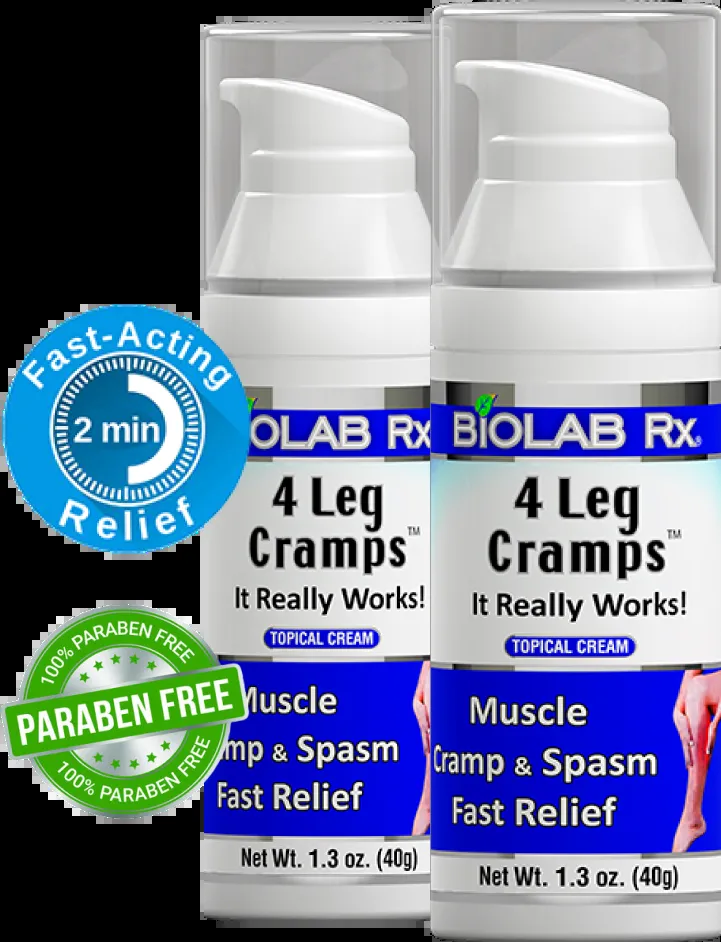 Fast-Acting
2 min
Relief
100% PARABEN FREE
PARABEN FREE
100% PARABEN FREE
OLAB Rx
4 Leg
Cramps™
It Really Works!
TOPICAL CREAM
Muscle
mp & Spasm
Fast Relief
Net Wt. 1.3 oz. (40g)
BIOLAB Rx®
4 Leg
Cramps™
It Really Works!
TOPICAL CREAM
Muscle
Cramp & Spasm
Fast Relief
Net Wt. 1.3 oz. (40g)